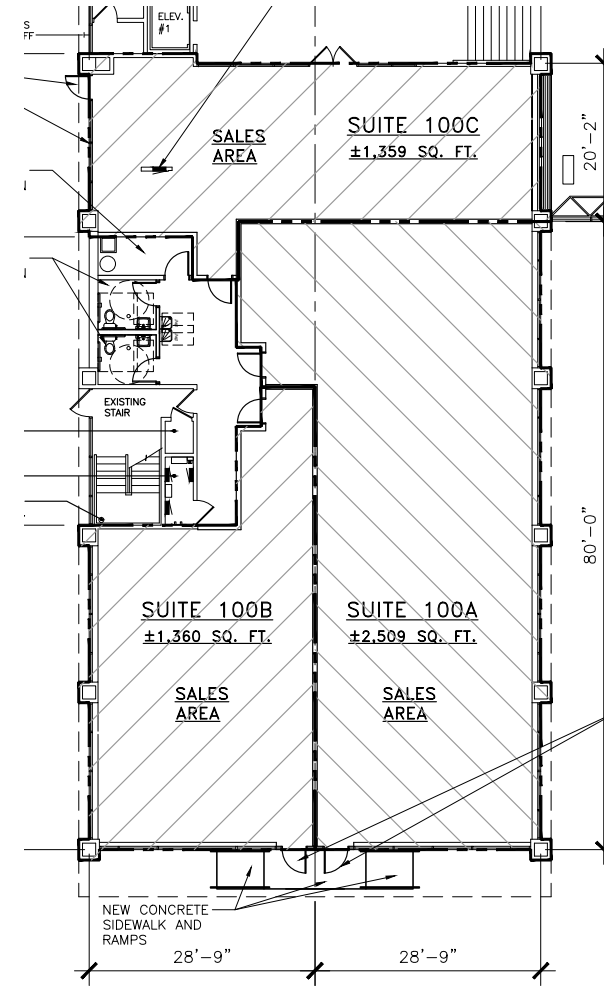 ELEV.
#1
S
FF
SUITE 100C
±1,359 SQ. FT.
SALES
AREA
20'-2"
N
N
EXISTING
STAIR
80'-0"
SUITE 100B
±1,360 SQ. FT.
SALES
AREA
SUITE 100A
±2,509 SQ. FT.
SALES
AREA
NEW CONCRETE
SIDEWALK AND
RAMPS
28'-9"
28'-9"